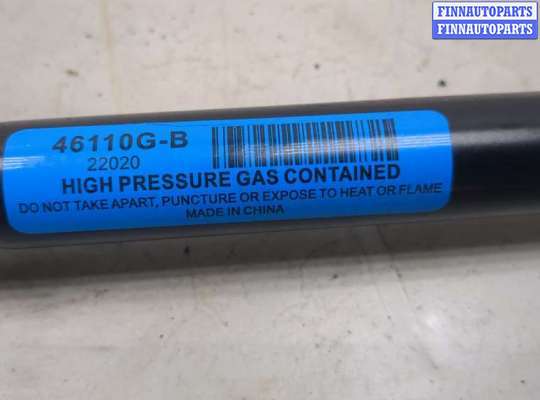 FINNAUTOPARTS
FINNAUTOPARTS
46110G-B
22020
HIGH PRESSURE GAS CONTAINED
DO NOT TAKE APART, PUNCTURE OR EXPOSE TO HEAT OR FLAME
MADE IN CHINA